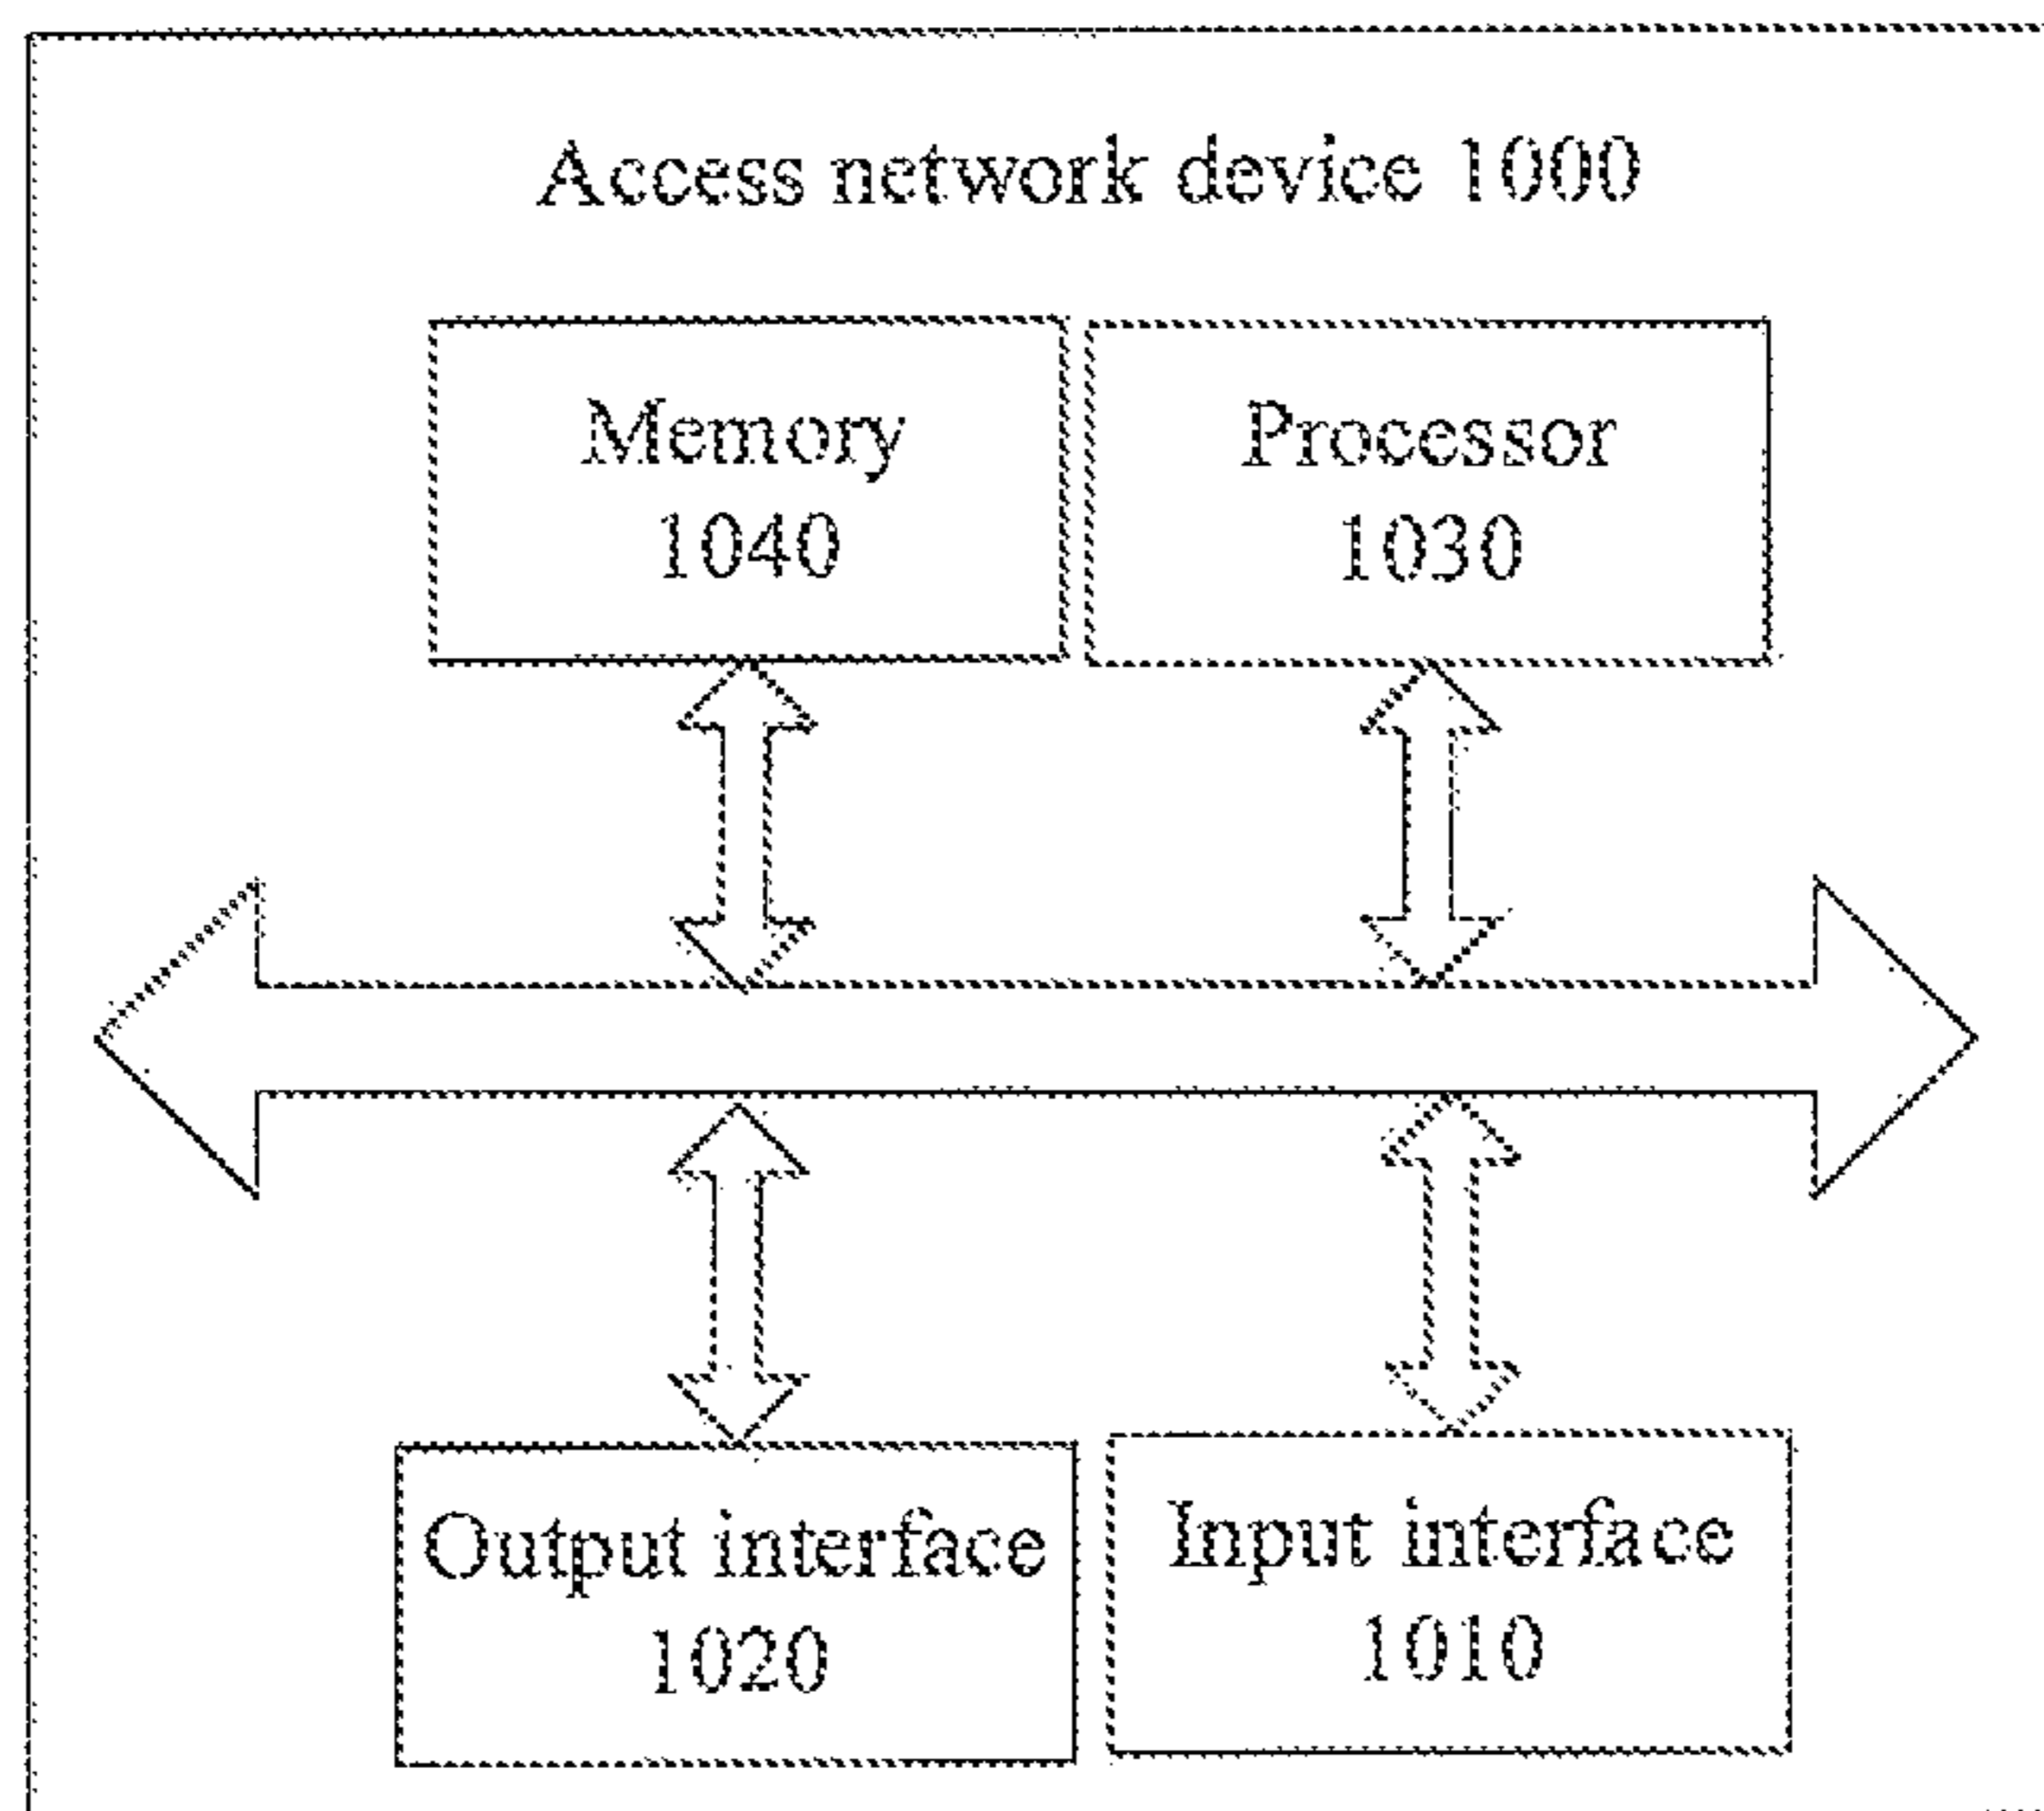 Access network device 1000
Memory
1040
Processor
1030
Output interface
1020
Input interface
1010